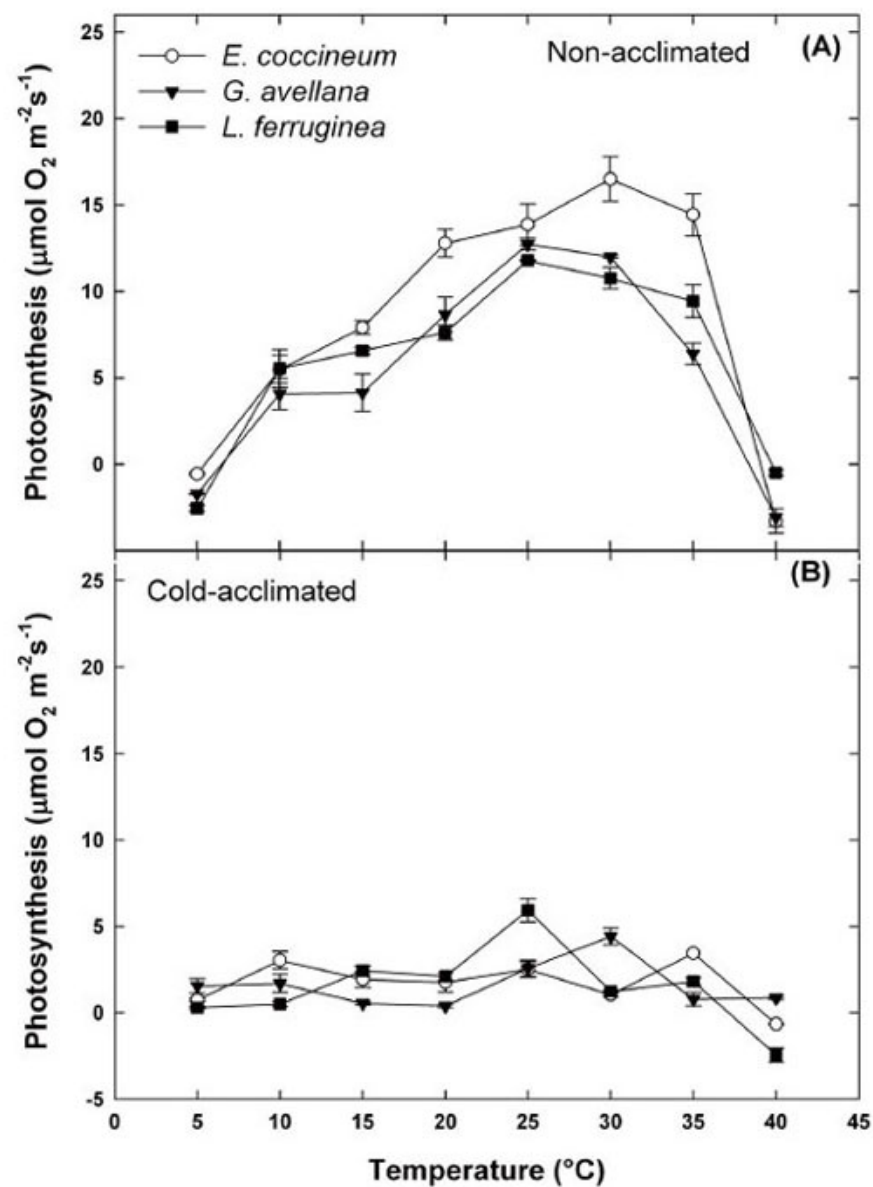 (A)
Non-acclimated
E. coccineum
G. avellana
L. ferruginea
Photosynthesis (μmol O₂ m⁻²s⁻¹)
25
20
15
10
5
0
(B)
Cold-acclimated
Photosynthesis (μmol O₂ m⁻²s⁻¹)
25
20
15
10
5
0
-5
0 5 10 15 20 25 30 35 40 45
Temperature (°C)